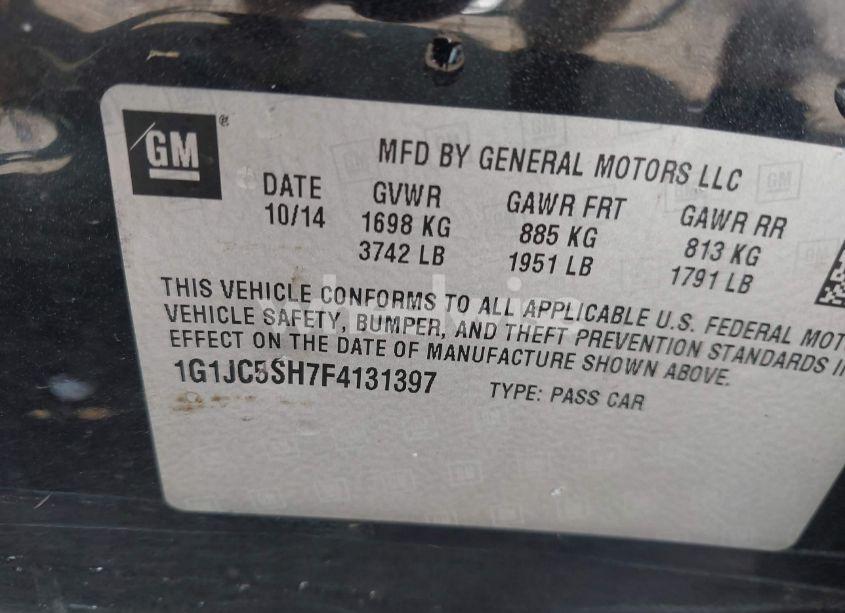 GM
MFD BY GENERAL MOTORS LLC
DATE GVWR GAWR FRT GAWR RR
10/14 1698 KG 885 KG 813 KG
3742 LB 1951 LB 1791 LB
THIS VEHICLE CONFORMS TO ALL APPLICABLE U.S. FEDERAL MOT
VEHICLE SAFETY, BUMPER, AND THEFT PREVENTION STANDARDS I
EFFECT ON THE DATE OF MANUFACTURE SHOWN ABOVE.
1G1JC5SH7F4131397 TYPE: PASS CAR